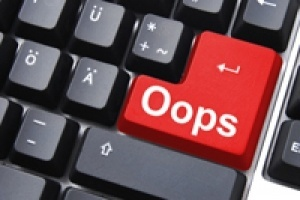 Ü
*
+ ~
Ö
Ä
Oops